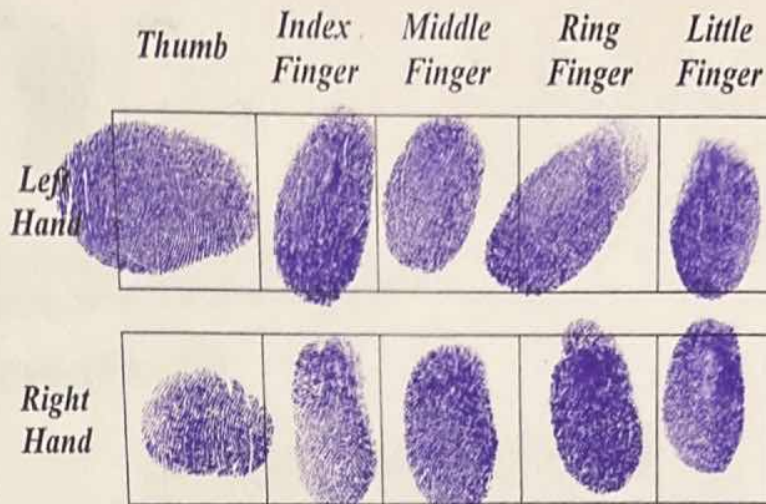 Thumb
Index Finger
Middle Finger
Ring Finger
Little Finger
Left Hand
Right Hand